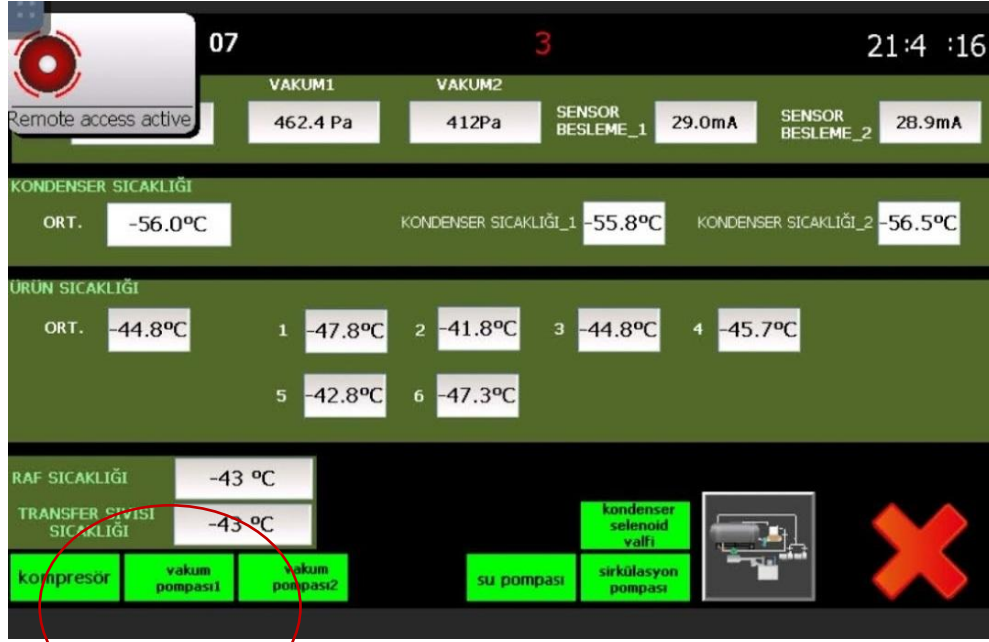 07 3 21:4 :16
Remote access active
VAKUM1 VAKUM2
462.4 Pa 412Pa SENSOR BESLEME_1 29.0mA SENSOR BESLEME_2 28.9mA
KONDENSER SICAKLIĞI
ORT. -56.0ºC KONDENSER SICAKLIĞI_1 -55.8ºC KONDENSER SICAKLIĞI_2 -56.5ºC
ÜRÜN SICAKLIĞI
ORT. -44.8ºC 1 -47.8ºC 2 -41.8ºC 3 -44.8ºC 4 -45.7ºC
5 -42.8ºC 6 -47.3ºC
RAF SICAKLIĞI -43 ºC
TRANSFER SIVISI
SICAKLIĞI -43 ºC
kondenser
selenoid
valfi
kompresör
vakum
pompası1
vakum
pompası2
su pompası
sirkülasyon
pompası